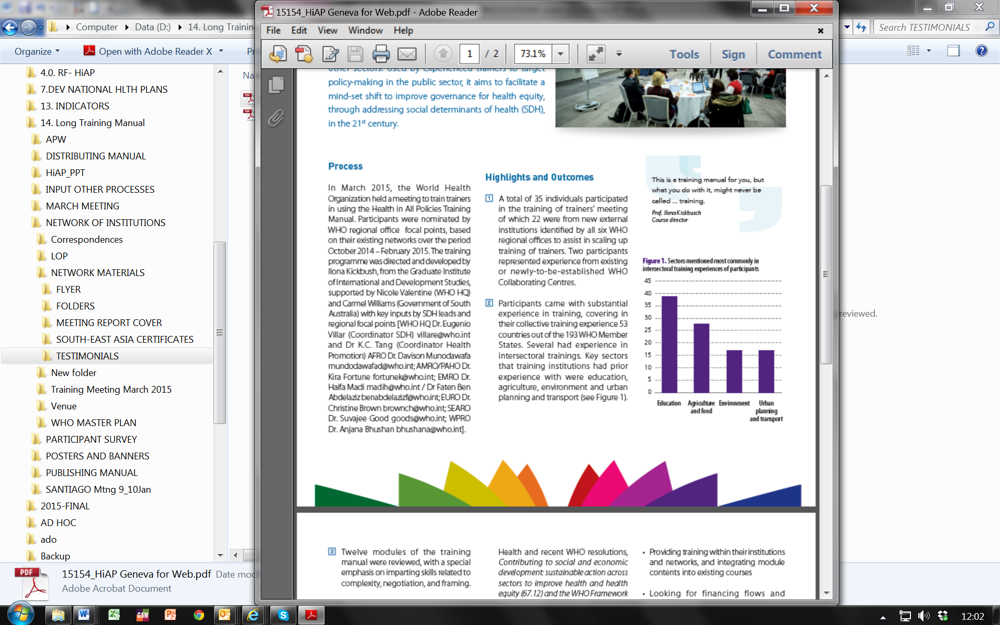 Computer
Data (D:)
14. Long Trainin
Search TESTIMONIALS
Organize
Open with Adobe Reader X
Pr
4.0. RF- HiAP
7.DEV NATIONAL HLTH PLANS
13. INDICATORS
14. Long Training Manual
APW
DISTRIBUTING MANUAL
HiAP_PPT
INPUT OTHER PROCESSES
MARCH MEETING
NETWORK OF INSTITUTIONS
Correspondences
LOP
NETWORK MATERIALS
FLYER
FOLDERS
MEETING REPORT COVER
SOUTH-EAST ASIA CERTIFICATES
TESTIMONIALS
New folder
Training Meeting March 2015
Venue
WHO MASTER PLAN
PARTICIPANT SURVEY
POSTERS AND BANNERS
PUBLISHING MANUAL
SANTIAGO Mtng 9_10Jan
2015-FINAL
AD HOC
ado
Backup
Na
PDF
15154_HiAP Geneva for Web.pdf
Date mod
Adobe Acrobat Document
reviewed.
15154_HiAP Geneva for Web.pdf - Adobe Reader
File Edit View Window Help
1 / 2
73.1%
Tools Sign Comment
other sectors. Used by experienced trainers to target
policy-making in the public sector, it aims to facilitate a
mind-set shift to improve governance for health equity,
through addressing social determinants of health (SDH),
in the 21st century.
Process
In March 2015, the World Health
Organization held a meeting to train trainers
in using the Health in All Policies Training
Manual. Participants were nominated by
WHO regional office focal points, based
on their existing networks over the period
October 2014 – February 2015. The training
programme was directed and developed by
Ilona Kickbush, from the Graduate Institute
of International and Development Studies,
supported by Nicole Valentine (WHO HQ)
and Carmel Williams (Government of South
Australia) with key inputs by SDH leads and
regional focal points [WHO HQ Dr. Eugenio
Villar (Coordinator SDH) villare@who.int
and Dr K.C. Tang (Coordinator Health
Promotion) AFRO Dr. Davison Munodawafa
mundodawafad@who.int; AMRO/PAHO Dr.
Kira Fortune fortunek@who.int; EMRO Dr.
Haifa Madi madih@who.int / Dr Faten Ben
Abdelaziz benabdelazizf@who.int; EURO Dr.
Christine Brown brownch@who.int; SEARO
Dr. Suvajee Good goods@who.int; WPRO
Dr. Anjana Bhushan bhushana@who.int].
Highlights and Outcomes
1 A total of 35 individuals participated
in the training of trainers' meeting
of which 22 were from new external
institutions identified by all six WHO
regional offices to assist in scaling up
training of trainers. Two participants
represented experience from existing
or newly-to-be-established WHO
Collaborating Centres.
2 Participants came with substantial
experience in training, covering in
their collective training experience 53
countries out of the 193 WHO Member
States. Several had experience in
intersectoral trainings. Key sectors
that training institutions had prior
experience with were education,
agriculture, environment and urban
planning and transport (see Figure 1).
This is a training manual for you, but
what you do with it, might never be
called ... training.
Prof. Ilona Kickbusch
Course director
Figure 1. Sectors mentioned most commonly in
intersectoral training experiences of participants
45
40
35
30
25
20
15
10
5
0
Education
Agriculture and food
Environment
Urban planning and transport
3 Twelve modules of the training
manual were reviewed, with a special
emphasis on imparting skills related to
complexity, negotiation, and framing.
Health and recent WHO resolutions,
Contributing to social and economic
development: sustainable action across
sectors to improve health and health
equity (67.12) and the WHO Framework
• Providing training within their institutions
and networks, and integrating module
contents into existing courses
• Looking for financing flows and
GSM
12:02